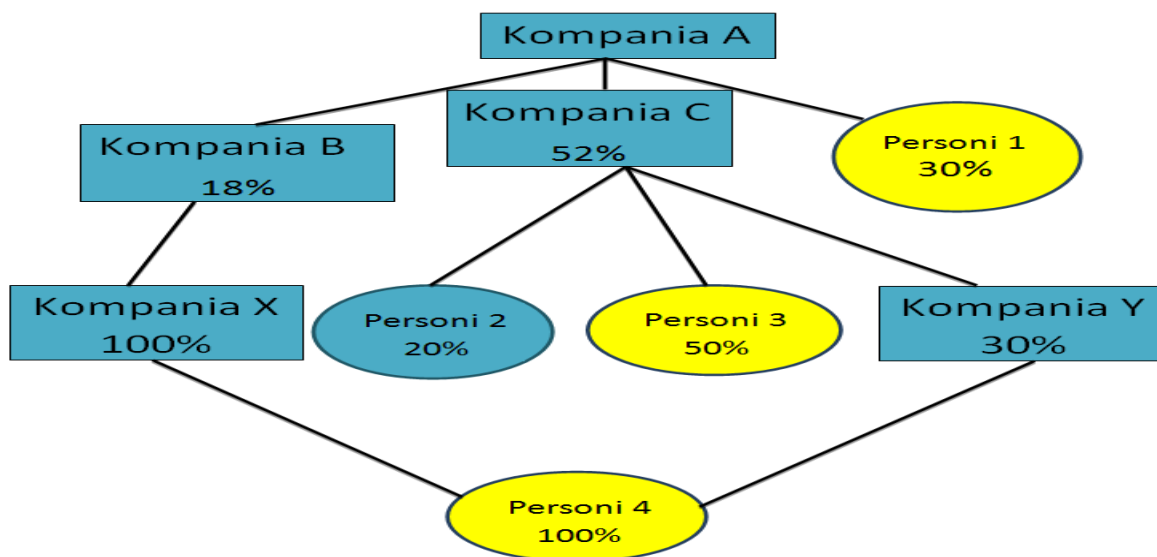 Kompania A
Kompania B
18%
Kompania C
52%
Personi 1
30%
Kompania X
100%
Personi 2
20%
Personi 3
50%
Kompania Y
30%
Personi 4
100%